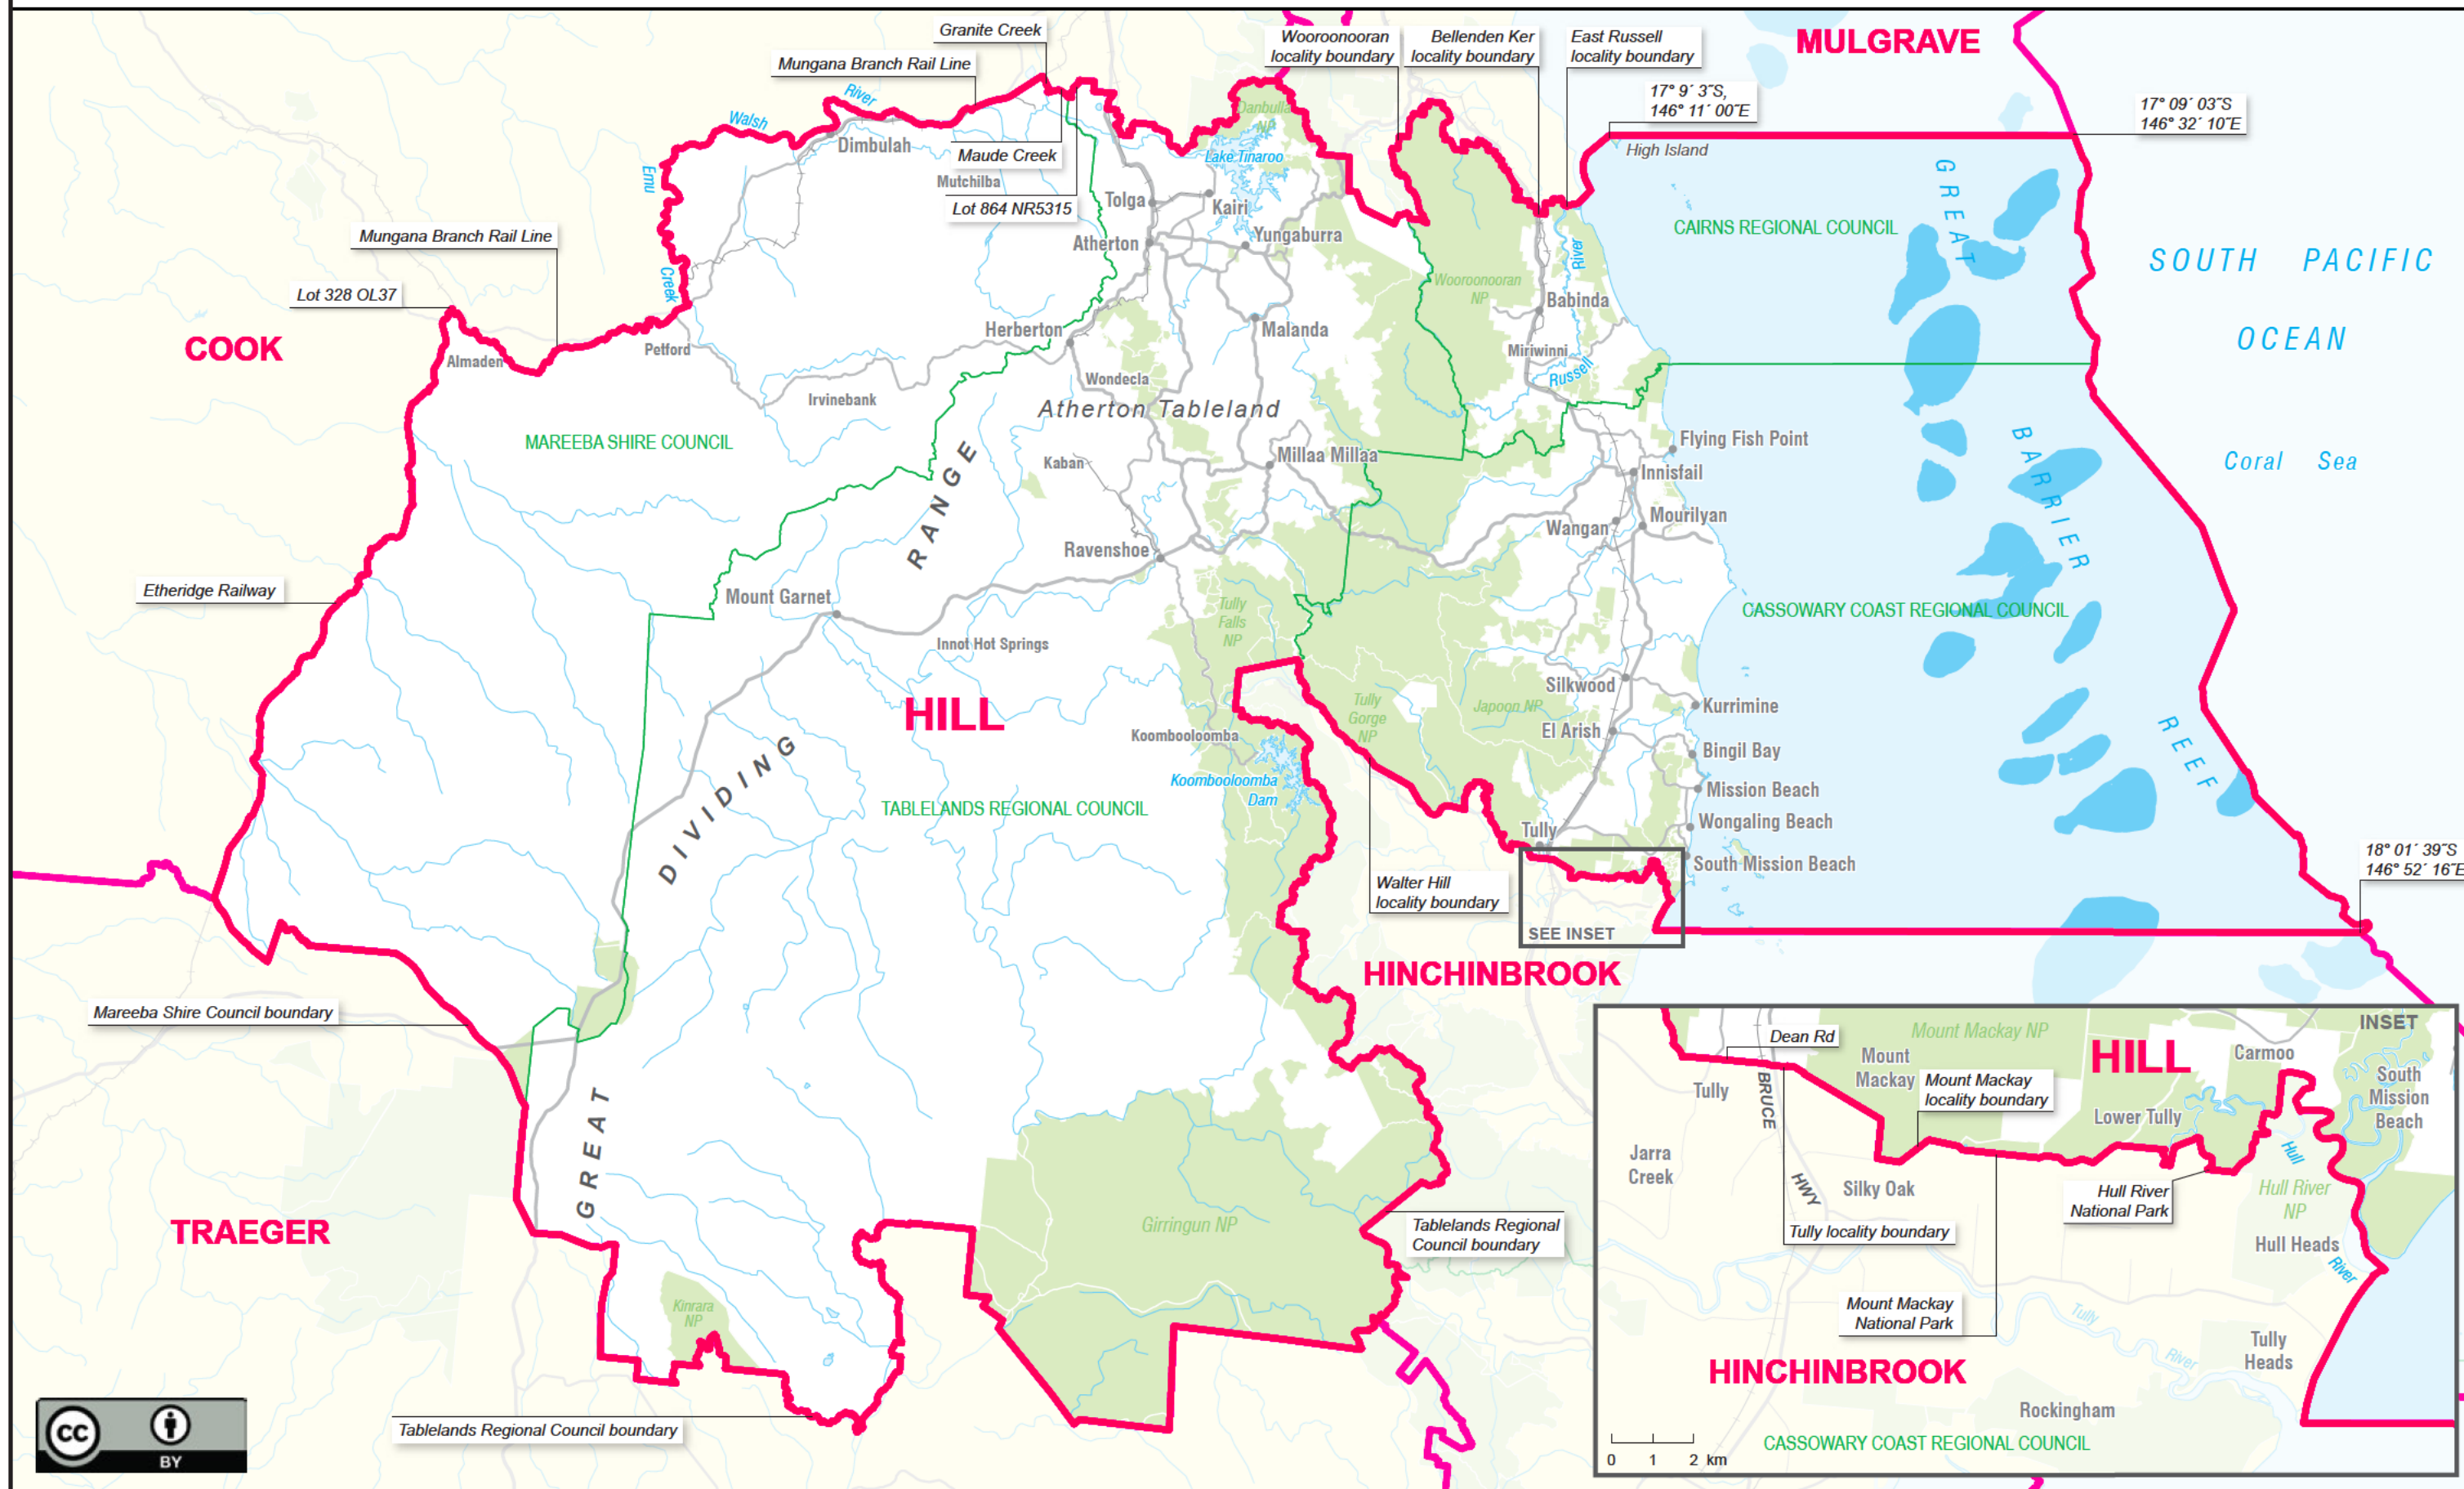 Granite Creek
Mungana Branch Rail Line
Wooroonooran
locality boundary
Bellenden Ker
locality boundary
East Russell
locality boundary
MULGRAVE
17° 9´ 3˝S,
146° 11´ 00˝E
17° 09´ 03˝S
146° 32´ 10˝E
Walsh
River
Dimbulah
Maude Creek
Mutchilba
Lot 864 NR5315
Danbulla
NP
Lake Tinaroo
High Island
Emu
Creek
Tolga
Kairi
Atherton
Yungaburra
Mungana Branch Rail Line
Lot 328 OL37
COOK
Almaden
Petford
Irvinebank
Herberton
Wondecla
Malanda
Atherton Tableland
Wooroonooran
NP
River
Babinda
Miriwinni
Russell
CAIRNS REGIONAL COUNCIL
GREAT
BARRIER
REEF
SOUTH PACIFIC
OCEAN
Coral Sea
MAREEBA SHIRE COUNCIL
Kaban
Millaa Millaa
Flying Fish Point
Innisfail
Wangan
Mourilyan
RANGE
Ravenshoe
Etheridge Railway
Mount Garnet
Innot Hot Springs
Tully
Falls
NP
CASSOWARY COAST REGIONAL COUNCIL
HILL
Koombooloomba
Koombooloomba
Dam
Tully
Gorge
NP
Japoon NP
Silkwood
Kurrimine
El Arish
Bingil Bay
Mission Beach
Wongaling Beach
Tully
South Mission Beach
DIVIDING
TABLELANDS REGIONAL COUNCIL
Walter Hill
locality boundary
SEE INSET
18° 01´ 39˝S
146° 52´ 16˝E
HINCHINBROOK
Mareeba Shire Council boundary
GREAT
TRAEGER
Girringun NP
Tablelands Regional
Council boundary
Kinrara
NP
Tablelands Regional Council boundary
CC
BY
INSET
Dean Rd
Mount Mackay NP
HILL
Carmoo
Tully
BRUCE
Mount
Mackay
Mount Mackay
locality boundary
South
Mission
Beach
Lower Tully
Jarra
Creek
HWY
Silky Oak
Hull
Hull River
National Park
Hull River
NP
Tully locality boundary
Hull Heads
River
Mount Mackay
National Park
Tully
River
Tully
Heads
HINCHINBROOK
Rockingham
CASSOWARY COAST REGIONAL COUNCIL
0 1 2 km